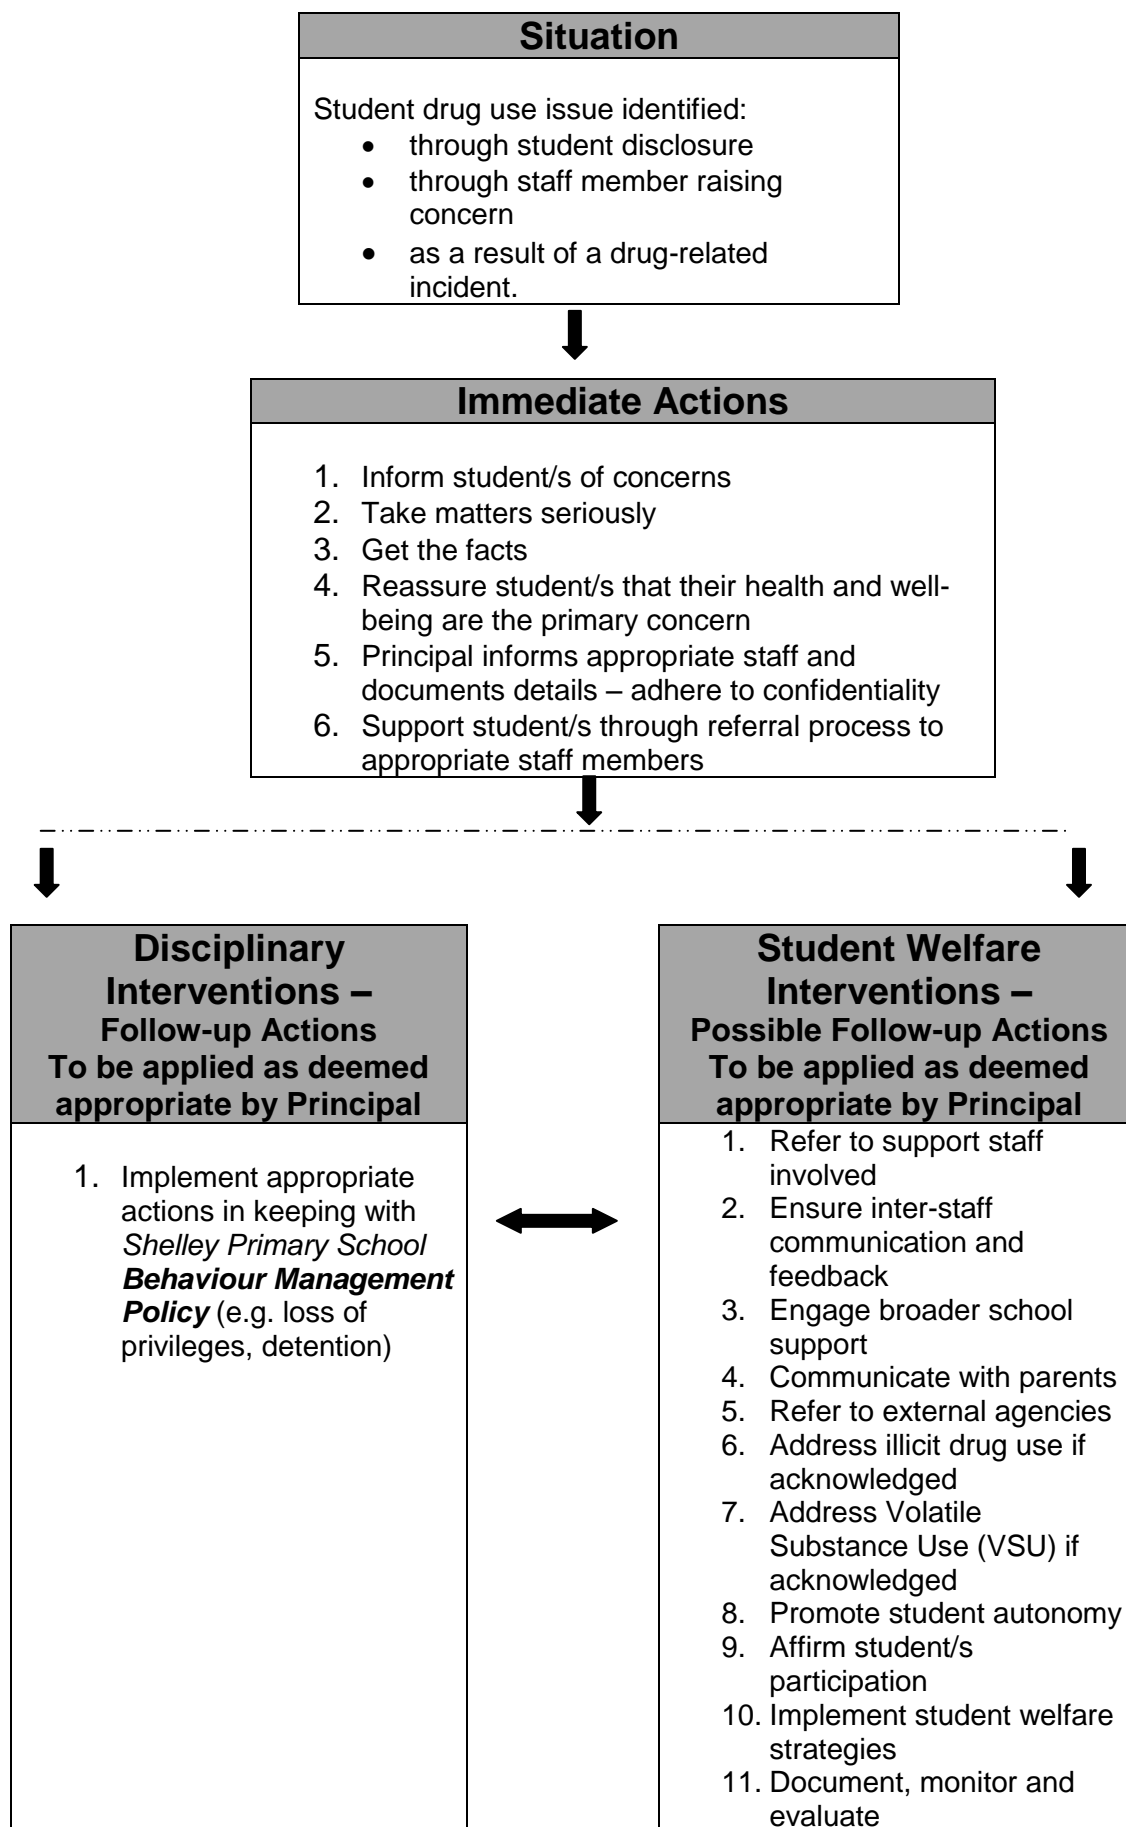 Situation
Student drug use issue identified:
• through student disclosure
• through staff member raising
concern
• as a result of a drug-related
incident.
Immediate Actions
1. Inform student/s of concerns
2. Take matters seriously
3. Get the facts
4. Reassure student/s that their health and well-
being are the primary concern
5. Principal informs appropriate staff and
documents details – adhere to confidentiality
6. Support student/s through referral process to
appropriate staff members
Disciplinary
Interventions –
Follow-up Actions
To be applied as deemed
appropriate by Principal
1. Implement appropriate
actions in keeping with
Shelley Primary School
Behaviour Management
Policy (e.g. loss of
privileges, detention)
Student Welfare
Interventions –
Possible Follow-up Actions
To be applied as deemed
appropriate by Principal
1. Refer to support staff
involved
2. Ensure inter-staff
communication and
feedback
3. Engage broader school
support
4. Communicate with parents
5. Refer to external agencies
6. Address illicit drug use if
acknowledged
7. Address Volatile
Substance Use (VSU) if
acknowledged
8. Promote student autonomy
9. Affirm student/s
participation
10. Implement student welfare
strategies
11. Document, monitor and
evaluate